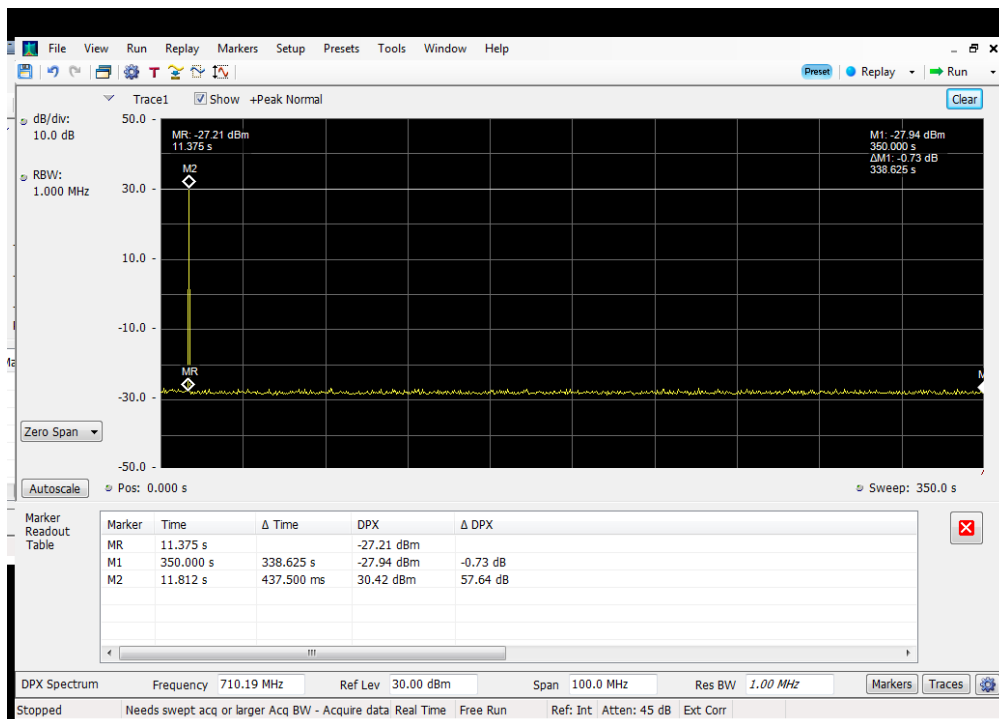 File View Run Replay Markers Setup Presets Tools Window Help
T Preset Replay Run
Trace1 Show +Peak Normal Clear
dB/div:
10.0 dB
RBW:
1.000 MHz
50.0
30.0
10.0
-10.0
-30.0
-50.0
MR: -27.21 dBm
11.375 s
M2
MR
M1: -27.94 dBm
350.000 s
ΔM1: -0.73 dB
338.625 s
Zero Span
Autoscale Pos: 0.000 s Sweep: 350.0 s
Marker
Readout
Table
Marker Time Δ Time DPX Δ DPX
MR 11.375 s -27.21 dBm
M1 350.000 s 338.625 s -27.94 dBm -0.73 dB
M2 11.812 s 437.500 ms 30.42 dBm 57.64 dB
DPX Spectrum Frequency 710.19 MHz Ref Lev 30.00 dBm Span 100.0 MHz Res BW 1.00 MHz Markers Traces
Stopped Needs swept acq or larger Acq BW - Acquire data Real Time Free Run Ref: Int Atten: 45 dB Ext Corr